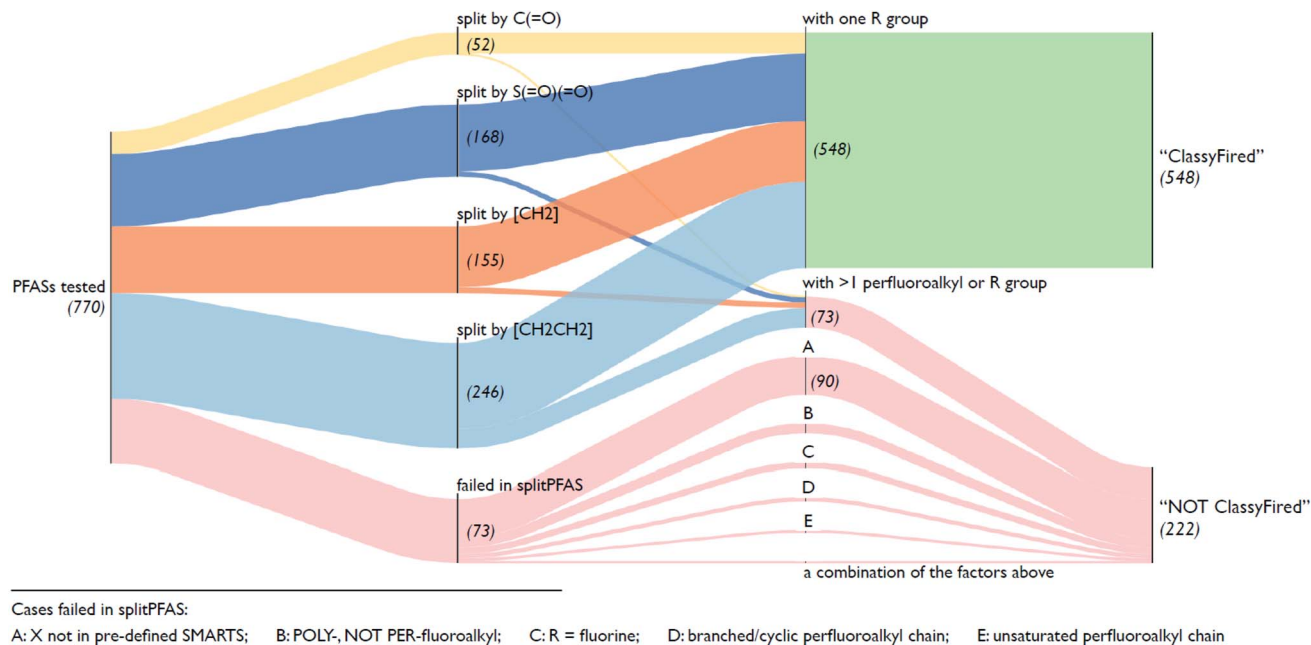 split by C(=O)
(52)
with one R group
split by S(=O)(=O)
(168)
(548)
"ClassyFired"
(548)
split by [CH2]
(155)
PFASs tested
(770)
with >1 perfluoroalkyl or R group
(73)
split by [CH2CH2]
(246)
A
(90)
B
C
failed in splitPFAS
(73)
D
E
"NOT ClassyFired"
(222)
a combination of the factors above
Cases failed in splitPFAS:
A: X not in pre-defined SMARTS; B: POLY-, NOT PER-fluoroalkyl; C: R = fluorine; D: branched/cyclic perfluoroalkyl chain; E: unsaturated perfluoroalkyl chain